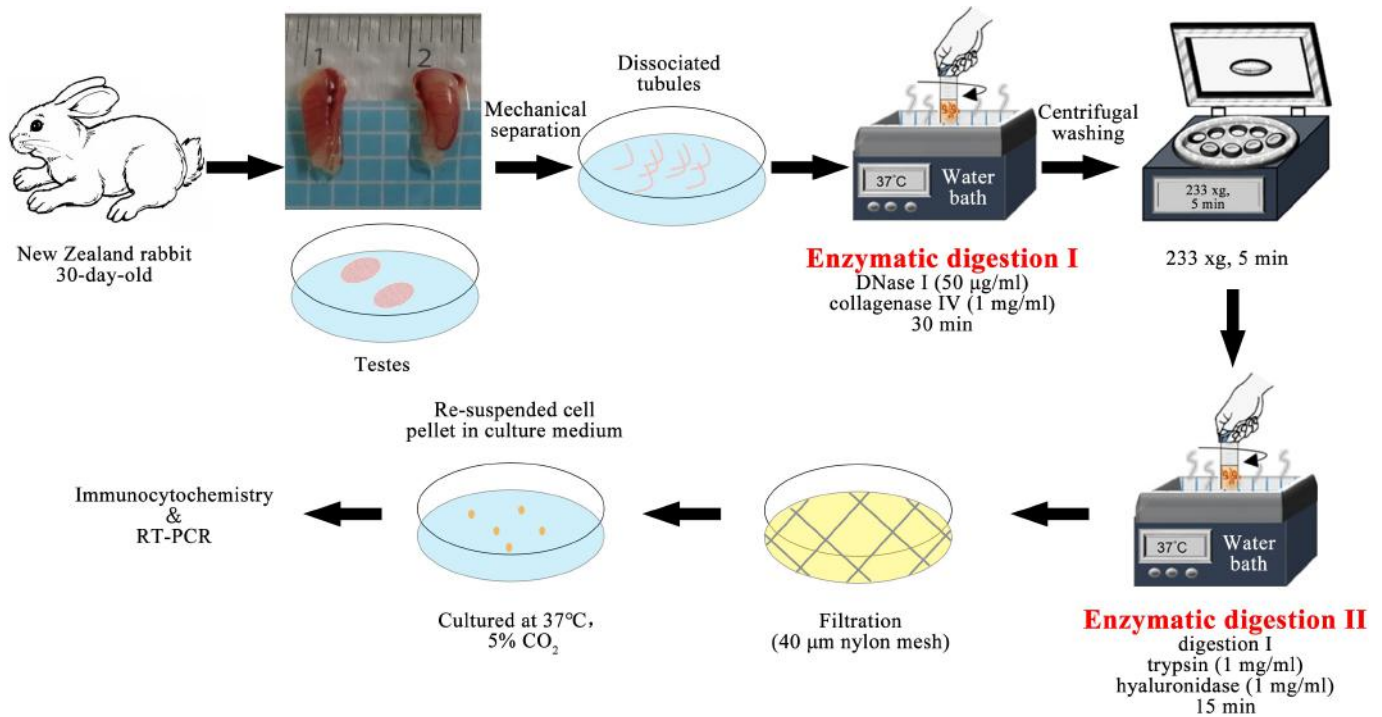 New Zealand rabbit
30-day-old
1
2
Testes
Mechanical
separation
Dissociated
tubules
37°C
Water
bath
Enzymatic digestion I
DNase I (50 μg/ml)
collagenase IV (1 mg/ml)
30 min
Centrifugal
washing
233 xg,
5 min
233 xg, 5 min
37°C
Water
bath
Enzymatic digestion II
digestion I
trypsin (1 mg/ml)
hyaluronidase (1 mg/ml)
15 min
Filtration
(40 μm nylon mesh)
Re-suspended cell
pellet in culture medium
Cultured at 37℃,
5% CO₂
Immunocytochemistry
&
RT-PCR